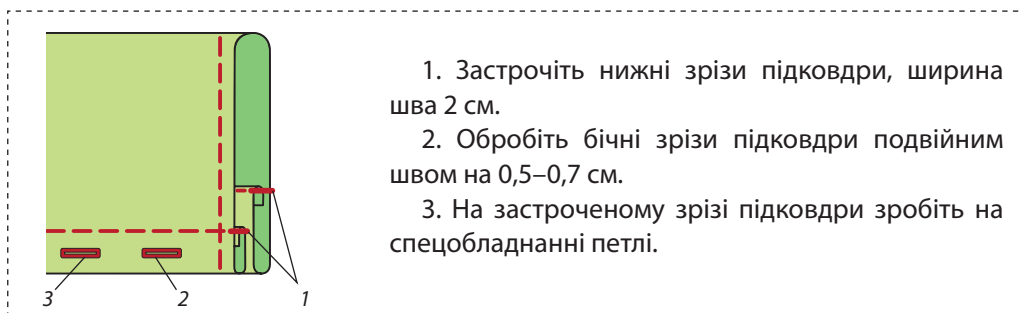 1. Застрочіть нижні зрізи підковдри, ширина
шва 2 см.
2. Обробіть бічні зрізи підковдри подвійним
швом на 0,5–0,7 см.
3. На застроченому зрізі підковдри зробіть на
спецобладнанні петлі.
3 2 1